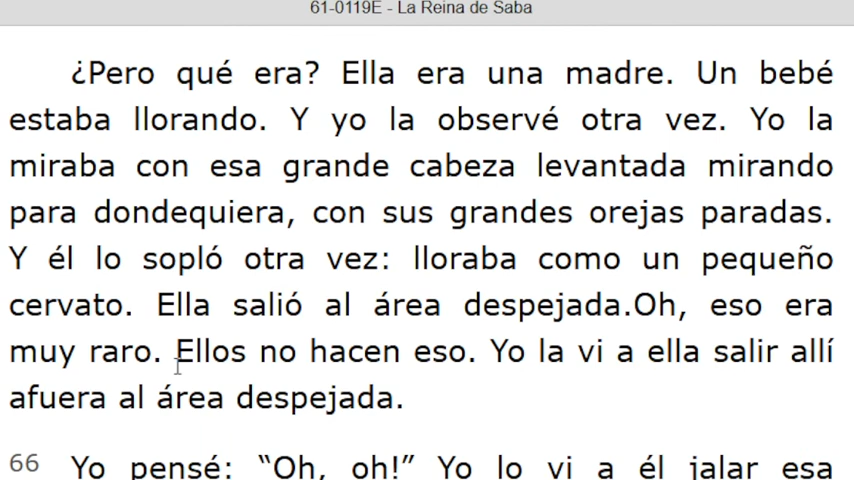 61-0119E - La Reina de Saba
¿Pero qué era? Ella era una madre. Un bebé
estaba llorando. Y yo la observé otra vez. Yo la
miraba con esa grande cabeza levantada mirando
para dondequiera, con sus grandes orejas paradas.
Y él lo sopló otra vez: lloraba como un pequeño
cervato. Ella salió al área despejada.Oh, eso era
muy raro. Ellos no hacen eso. Yo la vi a ella salir allí
afuera al área despejada.
66 Yo pensé: “Oh, oh!” Yo lo vi a él jalar esa